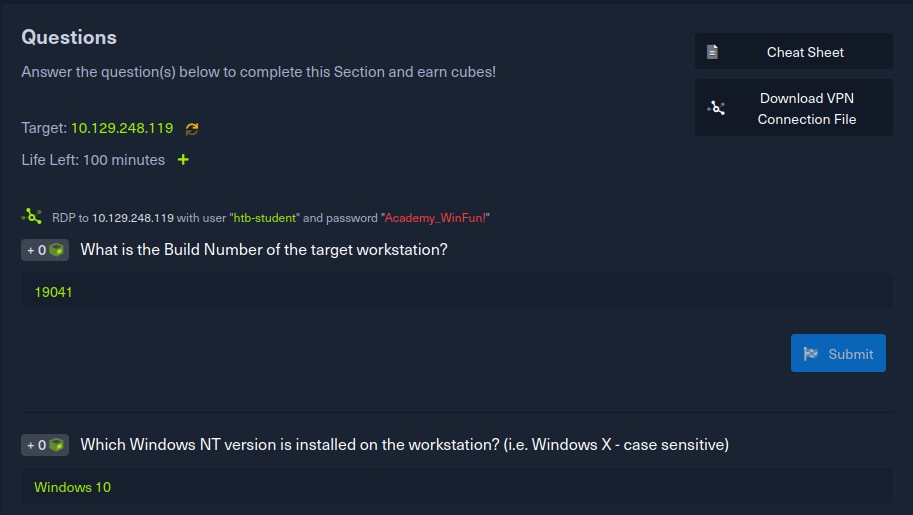 Questions
Answer the question(s) below to complete this Section and earn cubes!
Cheat Sheet
Download VPN
Connection File
Target: 10.129.248.119
Life Left: 100 minutes +
RDP to 10.129.248.119 with user "htb-student" and password "Academy_WinFun!"
+ 0 What is the Build Number of the target workstation?
19041
Submit
+ 0 Which Windows NT version is installed on the workstation? (i.e. Windows X - case sensitive)
Windows 10